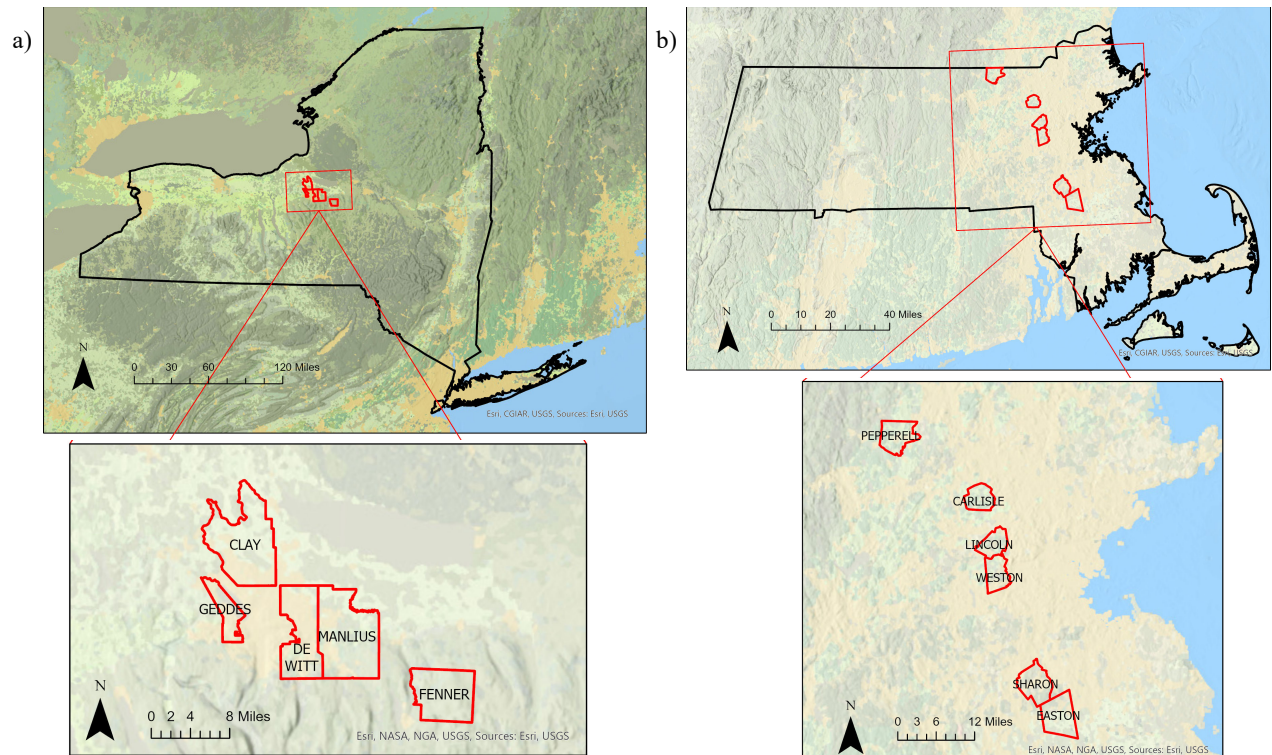 a)
N
0 30 60 120 Miles
Esri, CGIAR, USGS, Sources: Esri, USGS
CLAY
GEDDES
DE
WITT
MANLIUS
FENNER
N
0 2 4 8 Miles
Esri, NASA, NGA, USGS, Sources: Esri, USGS
b)
N
0 5 10 20 40 Miles
Esri, CGIAR, USGS, Sources: Esri, USGS
PEPPERELL
CARLISLE
LINCOLN
WESTON
SHARON
EASTON
N
0 3 6 12 Miles
Esri, NASA, NGA, USGS, Sources: Esri, USGS